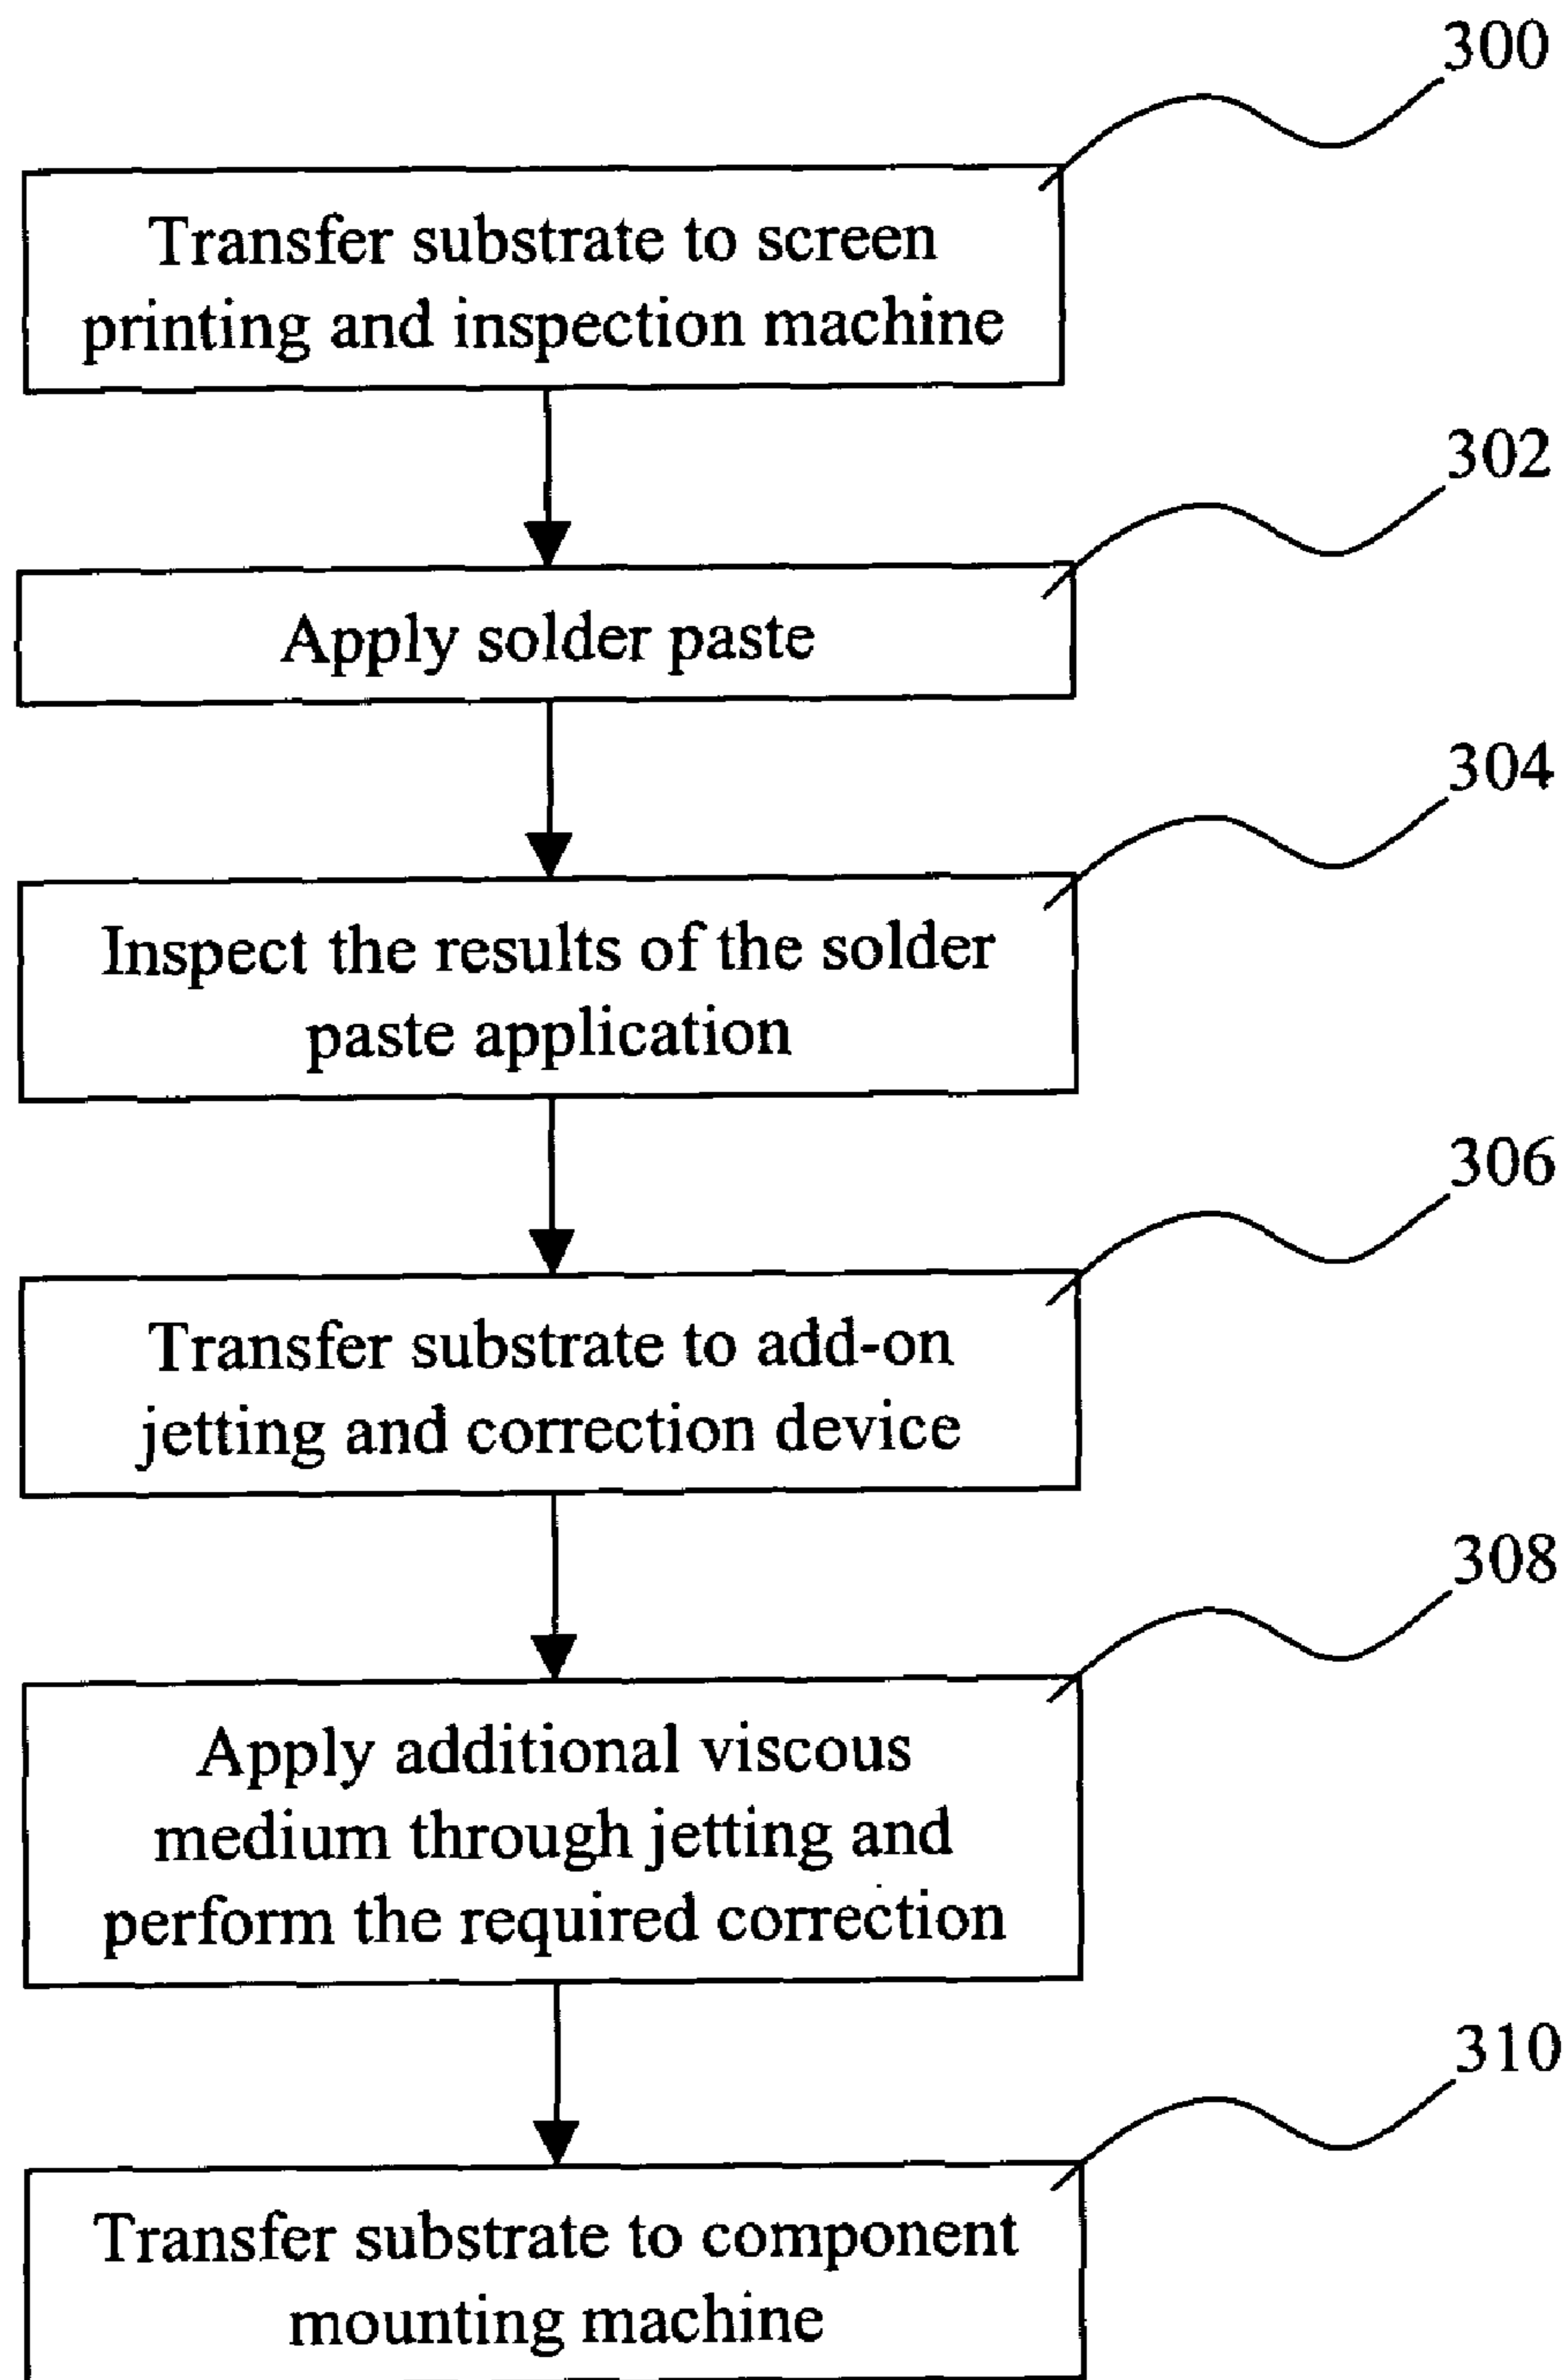 300
Transfer substrate to screen
printing and inspection machine
302
Apply solder paste
304
Inspect the results of the solder
paste application
306
Transfer substrate to add-on
jetting and correction device
308
Apply additional viscous
medium through jetting and
perform the required correction
310
Transfer substrate to component
mounting machine